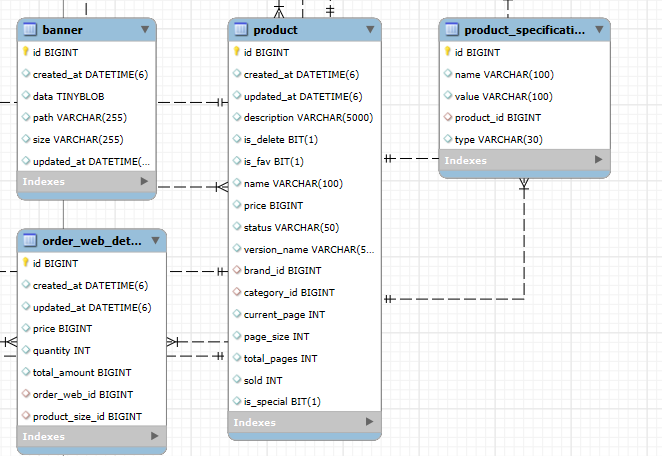 banner
id BIGINT
created_at DATETIME(6)
data TINYBLOB
path VARCHAR(255)
size VARCHAR(255)
updated_at DATETIME(...
Indexes
order_web_det...
id BIGINT
created_at DATETIME(6)
updated_at DATETIME(6)
price BIGINT
quantity INT
total_amount BIGINT
order_web_id BIGINT
product_size_id BIGINT
Indexes
product
id BIGINT
created_at DATETIME(6)
updated_at DATETIME(6)
description VARCHAR(5000)
is_delete BIT(1)
is_fav BIT(1)
name VARCHAR(100)
price BIGINT
status VARCHAR(50)
version_name VARCHAR(5...
brand_id BIGINT
category_id BIGINT
current_page INT
page_size INT
total_pages INT
sold INT
is_special BIT(1)
Indexes
product_specificati...
id BIGINT
name VARCHAR(100)
value VARCHAR(100)
product_id BIGINT
type VARCHAR(30)
Indexes